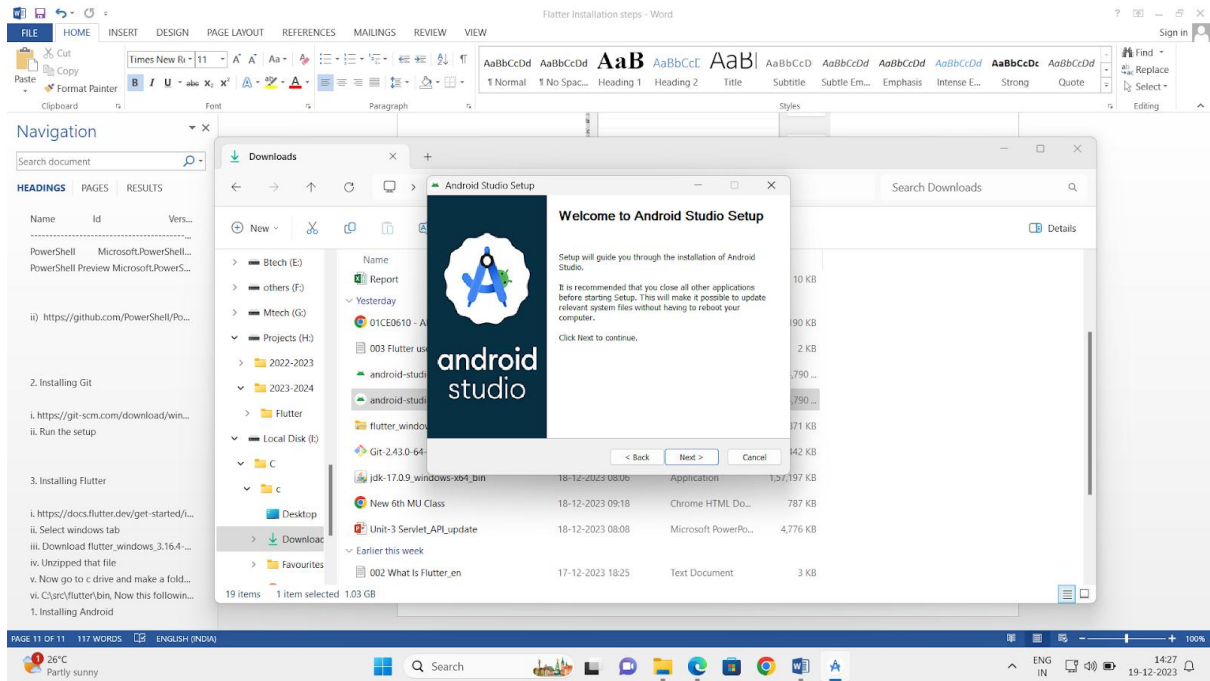 Flatter Installation steps - Word
Sign in
FILE HOME INSERT DESIGN PAGE LAYOUT REFERENCES MAILINGS REVIEW VIEW
Cut
Copy
Format Painter
Paste
Clipboard
Times New Ro 11
Font
Paragraph
AaBbCcDd AaBbCcDd AaB AaBbCcE AaB AaBbCcD AaBbCcDd AaBbCcDd AaBbCcDd AaBbCcDc AaBbCcDd
¶ Normal ¶ No Spac... Heading 1 Heading 2 Title Subtitle Subtle Em... Emphasis Intense E... Strong Quote
Styles
Find
Replace
Select
Editing
Navigation
Search document
HEADINGS PAGES RESULTS
Name Id Vers...
PowerShell Microsoft.PowerShell...
PowerShell Preview Microsoft.PowerS...
ii) https://github.com/PowerShell/Po...
2. Installing Git
i. https://git-scm.com/download/win...
ii. Run the setup
3. Installing Flutter
i. https://docs.flutter.dev/get-started/i...
ii. Select windows tab
iii. Download flutter_windows_3.16.4-...
iv. Unzipped that file
v. Now go to c drive and make a fold...
vi. C\src\flutter\bin, Now this followin...
1. Installing Android
Downloads
Search Downloads
New
Details
Btech (E:)
others (F:)
Mtech (G:)
Projects (H:)
2022-2023
2023-2024
Flutter
Local Disk (I:)
C
c
Desktop
Downloac
Favourites
Name
Report 10 KB
Yesterday
01CE0610 - A 190 KB
003 Flutter us 2 KB
android-studi ,790 ...
android-studi ,790 ...
flutter_windov 371 KB
Git-2.43.0-64- 442 KB
jdk-17.0.9_windows-x64_bin 18-12-2023 08:06 Application 1,57,197 KB
New 6th MU Class 18-12-2023 09:18 Chrome HTML Do... 787 KB
Unit-3 Servlet_API_update 18-12-2023 08:08 Microsoft PowerPo... 4,776 KB
Earlier this week
002 What Is Flutter_en 17-12-2023 18:25 Text Document 3 KB
19 items 1 item selected 1.03 GB
Android Studio Setup
android
studio
Welcome to Android Studio Setup
Setup will guide you through the installation of Android
Studio.
It is recommended that you close all other applications
before starting Setup. This will make it possible to update
relevant system files without having to reboot your
computer.
Click Next to continue.
< Back Next > Cancel
PAGE 11 OF 11 117 WORDS ENGLISH (INDIA) 100%
1
26°C
Partly sunny
Search
ENG
IN
14:27
19-12-2023